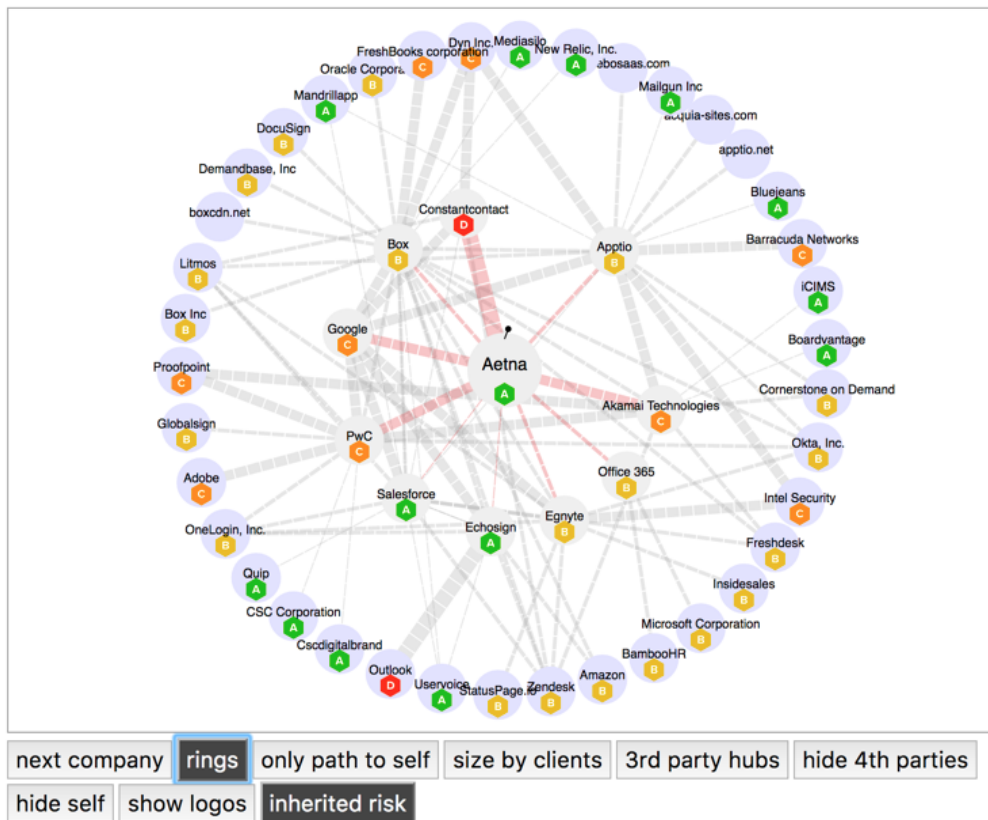 Dyn Inc.
Mediasilo
FreshBooks corporation
C
A
New Relic, Inc.
A
ebosaas.com
Oracle Corpora
C
B
Mailgun Inc
A
Mandrillapp
A
acquia-sites.com
DocuSign
B
apptio.net
Demandbase, Inc
B
Bluejeans
A
boxcdn.net
Constantcontact
D
Box
B
Apptio
B
Barracuda Networks
C
Litmos
B
iCIMS
A
Box Inc
B
Google
C
Boardvantage
A
Proofpoint
C
Aetna
A
Cornerstone on Demand
B
Akamai Technologies
C
Globalsign
B
PwC
C
Okta, Inc.
B
Adobe
C
Office 365
B
Salesforce
A
Intel Security
C
OneLogin, Inc.
B
Echosign
A
Egnyte
B
Freshdesk
B
Quip
A
Insidesales
B
CSC Corporation
A
Microsoft Corporation
B
Cscdigitalbrand
A
BambooHR
B
Outlook
D
Uservoice
A
StatusPage.io
B
Zendesk
B
Amazon
B
next company
rings
only path to self
size by clients
3rd party hubs
hide 4th parties
hide self
show logos
inherited risk